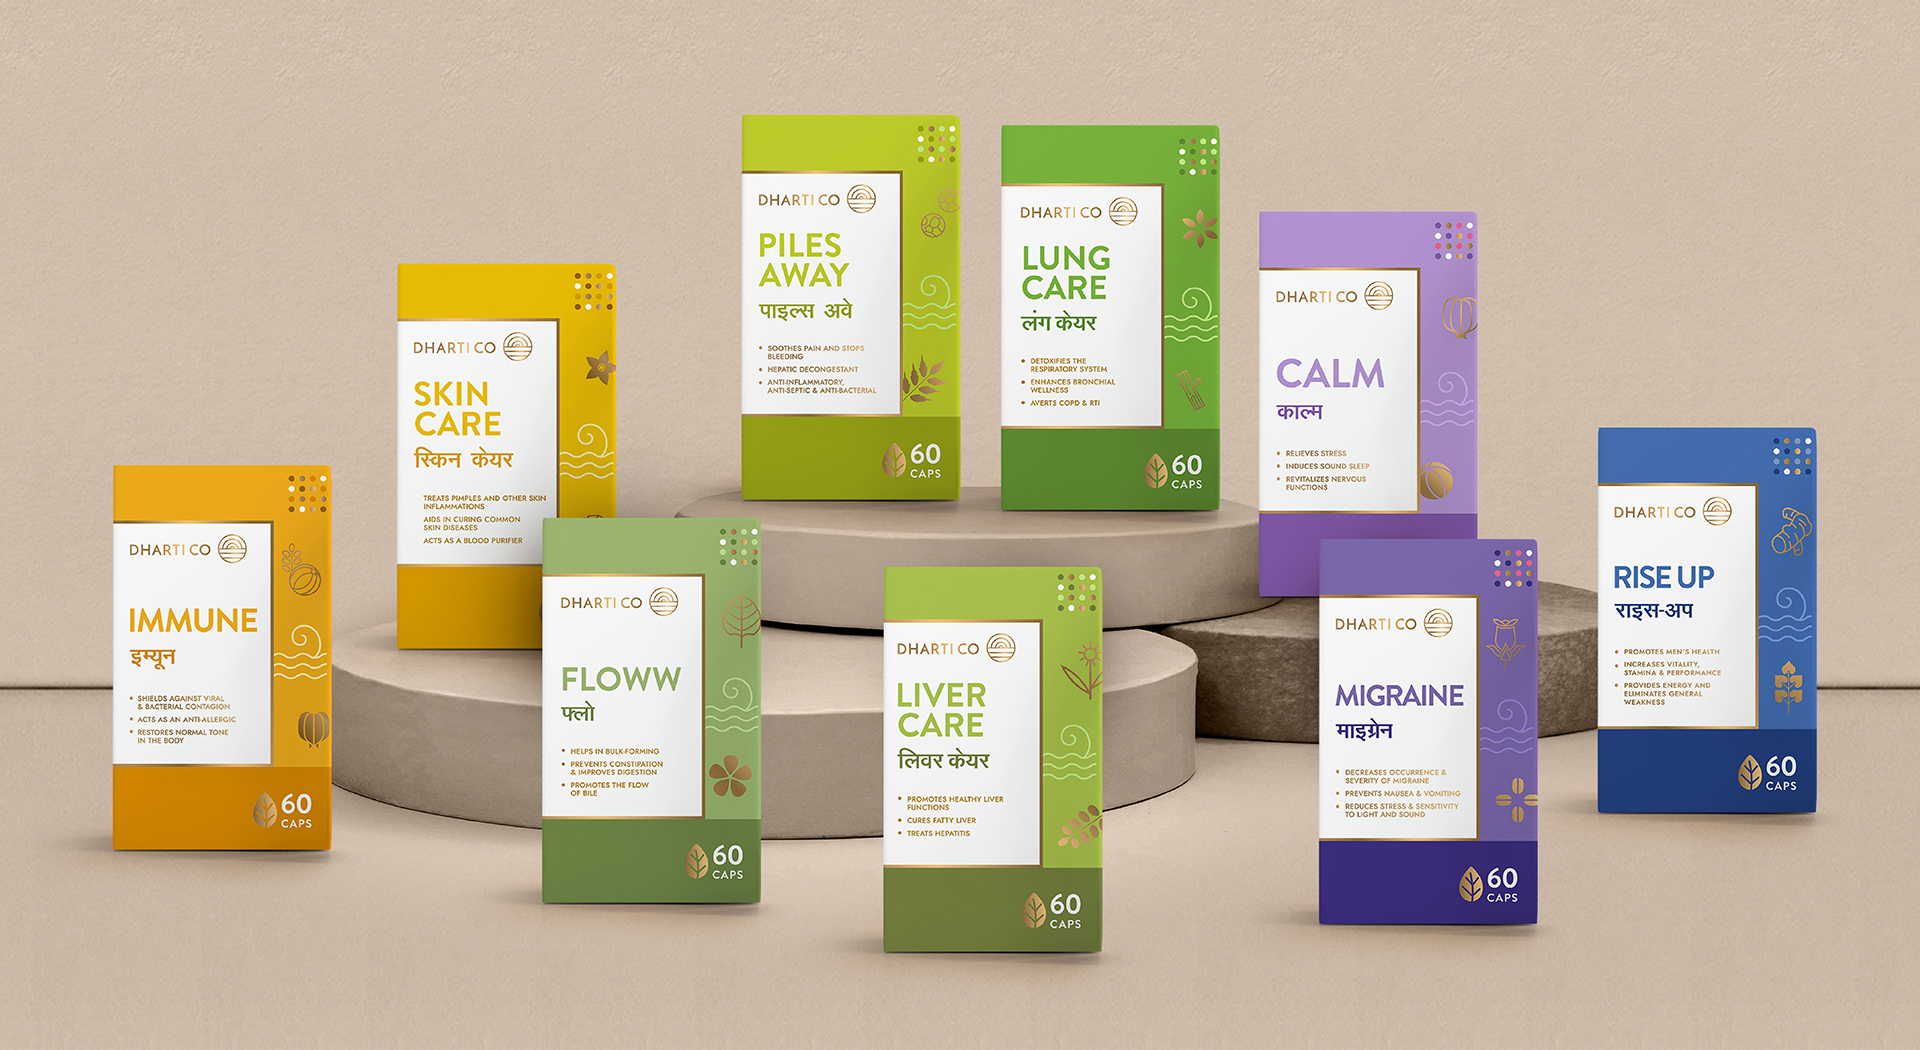 DHARTI CO
IMMUNE
इम्यून
• SHIELDS AGAINST VIRAL
& BACTERIAL CONTAGION
• ACTS AS AN ANTI-ALLERGIC
• RESTORES NORMAL TONE
IN THE BODY
60
CAPS
DHARTI CO
SKIN
CARE
स्किन केयर
TREATS PIMPLES AND OTHER SKIN
INFLAMMATIONS
AIDS IN CURING COMMON
SKIN DISEASES
ACTS AS A BLOOD PURIFIER
DHARTI CO
FLOWW
फ्लो
• HELPS IN BULK-FORMING
• PREVENTS CONSTIPATION
& IMPROVES DIGESTION
• PROMOTES THE FLOW
OF BILE
60
CAPS
DHARTI CO
PILES
AWAY
पाइल्स अवे
• SOOTHES PAIN AND STOPS
BLEEDING
• HEPATIC DECONGESTANT
• ANTI-INFLAMMATORY,
ANTI-SEPTIC & ANTI-BACTERIAL
60
CAPS
DHARTI CO
LIVER
CARE
लिवर केयर
• PROMOTES HEALTHY LIVER
FUNCTIONS
• CURES FATTY LIVER
• TREATS HEPATITIS
60
CAPS
DHARTI CO
LUNG
CARE
लंग केयर
• DETOXIFIES THE
RESPIRATORY SYSTEM
• ENHANCES BRONCHIAL
WELLNESS
• AVERTS COPD & RTI
60
CAPS
DHARTI CO
CALM
काल्म
• RELIEVES STRESS
• INDUCES SOUND SLEEP
• REVITALIZES NERVOUS
FUNCTIONS
DHARTI CO
MIGRAINE
माइग्रेन
• DECREASES OCCURRENCE &
SEVERITY OF MIGRAINE
• PREVENTS NAUSEA & VOMITING
• REDUCES STRESS & SENSITIVITY
TO LIGHT AND SOUND
60
CAPS
DHARTI CO
RISE UP
राइस-अप
• PROMOTES MEN'S HEALTH
• INCREASES VITALITY,
STAMINA & PERFORMANCE
• PROVIDES ENERGY AND
ELIMINATES GENERAL
WEAKNESS
60
CAPS